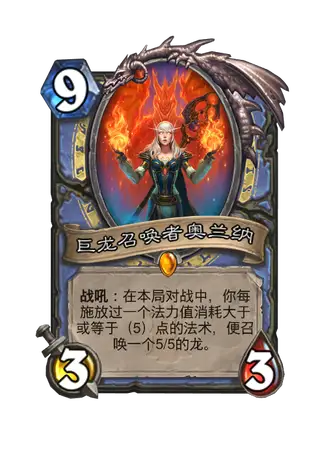 9
巨龙召唤者奥兰纳
战吼：在本局对战中，你每
施放过一个法力值消耗大于
或等于（5）点的法术，便召
唤一个5/5的龙。
3
3